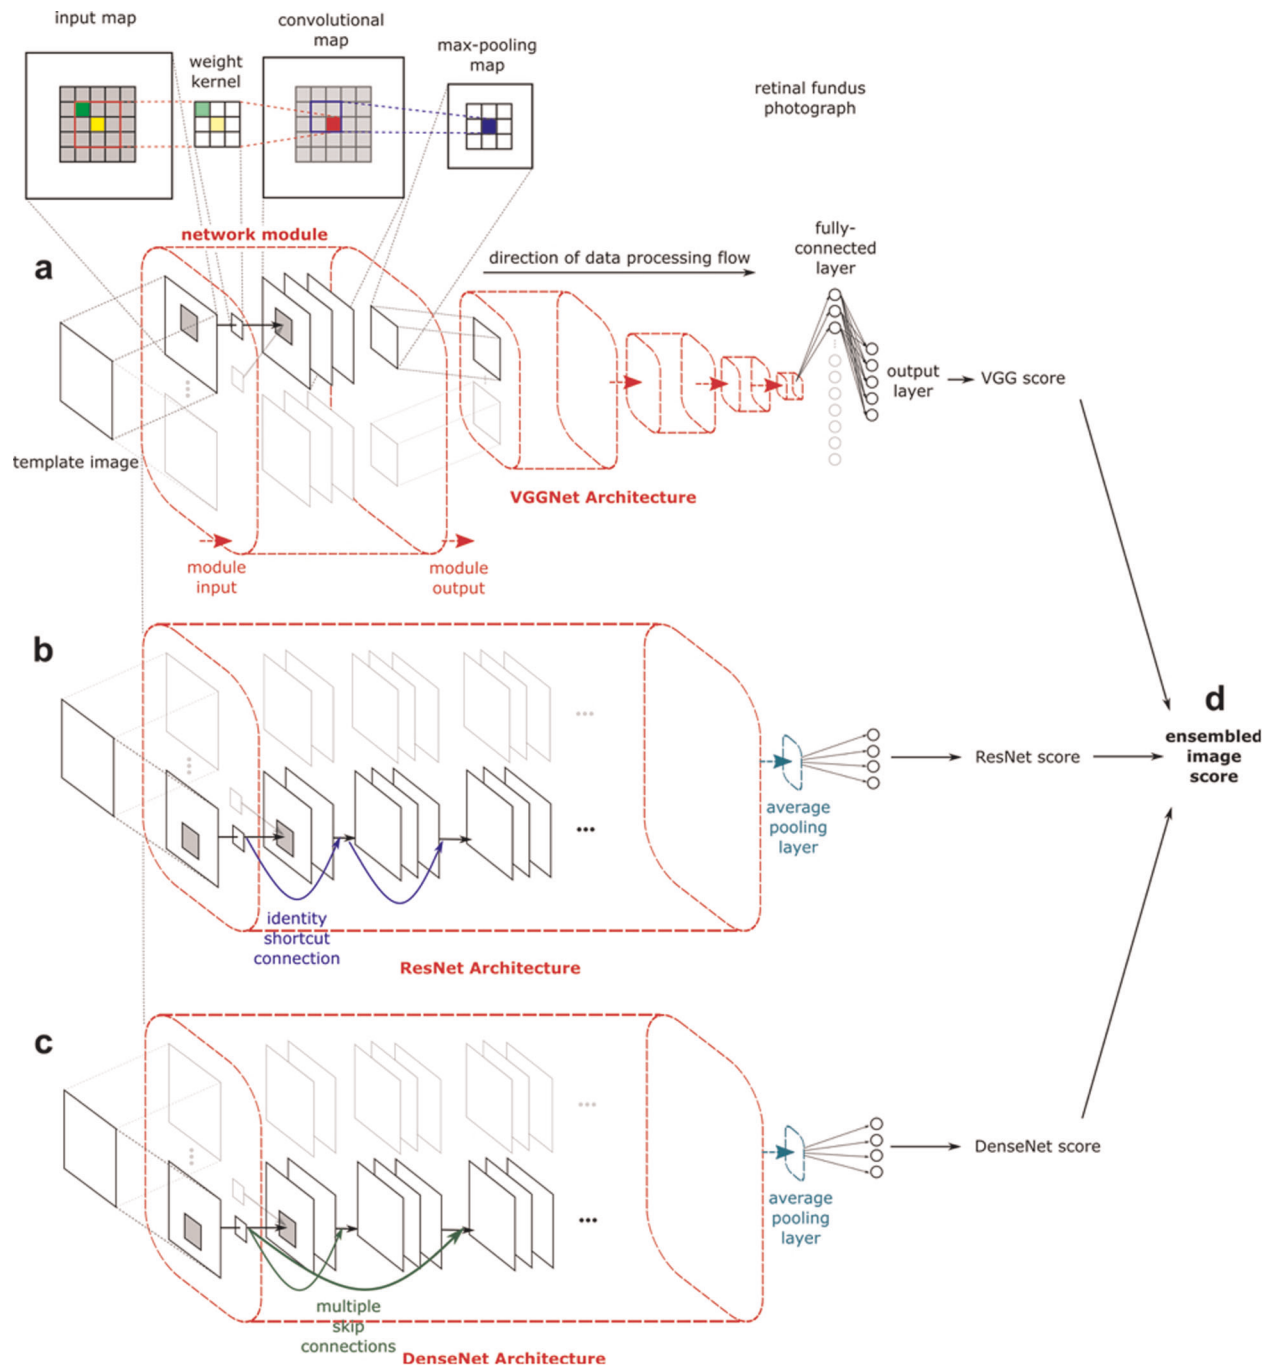 input map
weight
kernel
convolutional
map
max-pooling
map
retinal fundus
photograph
network module
a
direction of data processing flow
fully-
connected
layer
output
layer
VGG score
template image
VGGNet Architecture
module
input
module
output
b
d
ensembled
image
score
ResNet score
average
pooling
layer
identity
shortcut
connection
ResNet Architecture
c
DenseNet score
average
pooling
layer
multiple
skip
connections
DenseNet Architecture